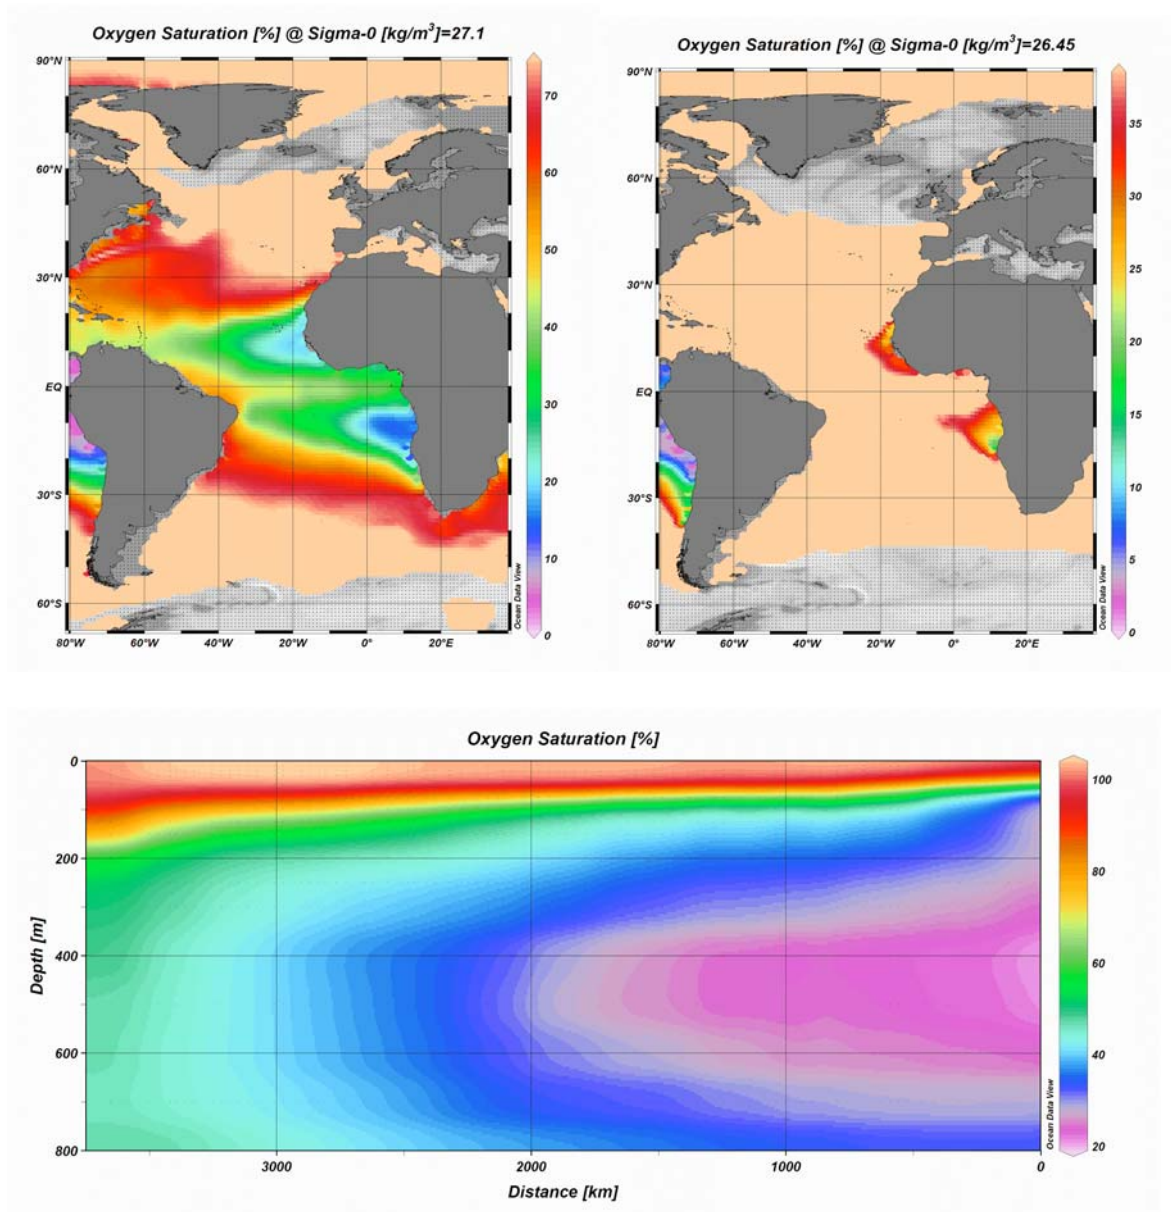 Oxygen Saturation [%] @ Sigma-0 [kg/m³]=27.1
90°N
60°N
30°N
EQ
30°S
60°S
80°W
60°W
40°W
20°W
0°
20°E
70
60
50
40
30
20
10
0
Ocean Data View
Oxygen Saturation [%] @ Sigma-0 [kg/m³]=26.45
90°N
60°N
30°N
EQ
30°S
60°S
80°W
60°W
40°W
20°W
0°
20°E
35
30
25
20
15
10
5
0
Ocean Data View
Oxygen Saturation [%]
0
200
400
600
800
Depth [m]
3000
2000
1000
0
Distance [km]
100
80
60
40
20
Ocean Data View